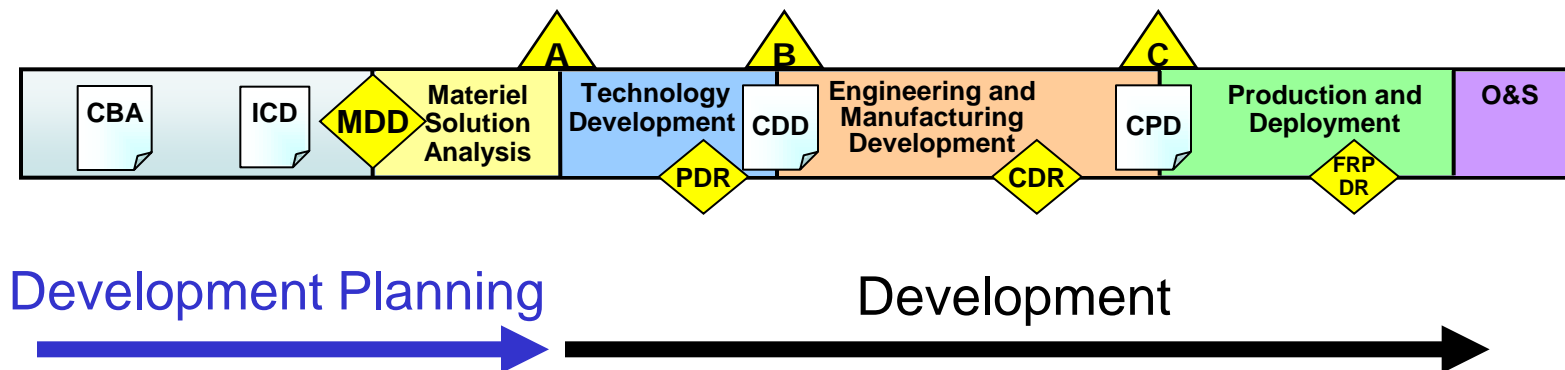 A
B
C
CBA
ICD
MDD
Materiel
Solution
Analysis
Technology
Development
PDR
CDD
Engineering and
Manufacturing
Development
CDR
CPD
Production and
Deployment
FRP
DR
O&S
Development Planning
Development